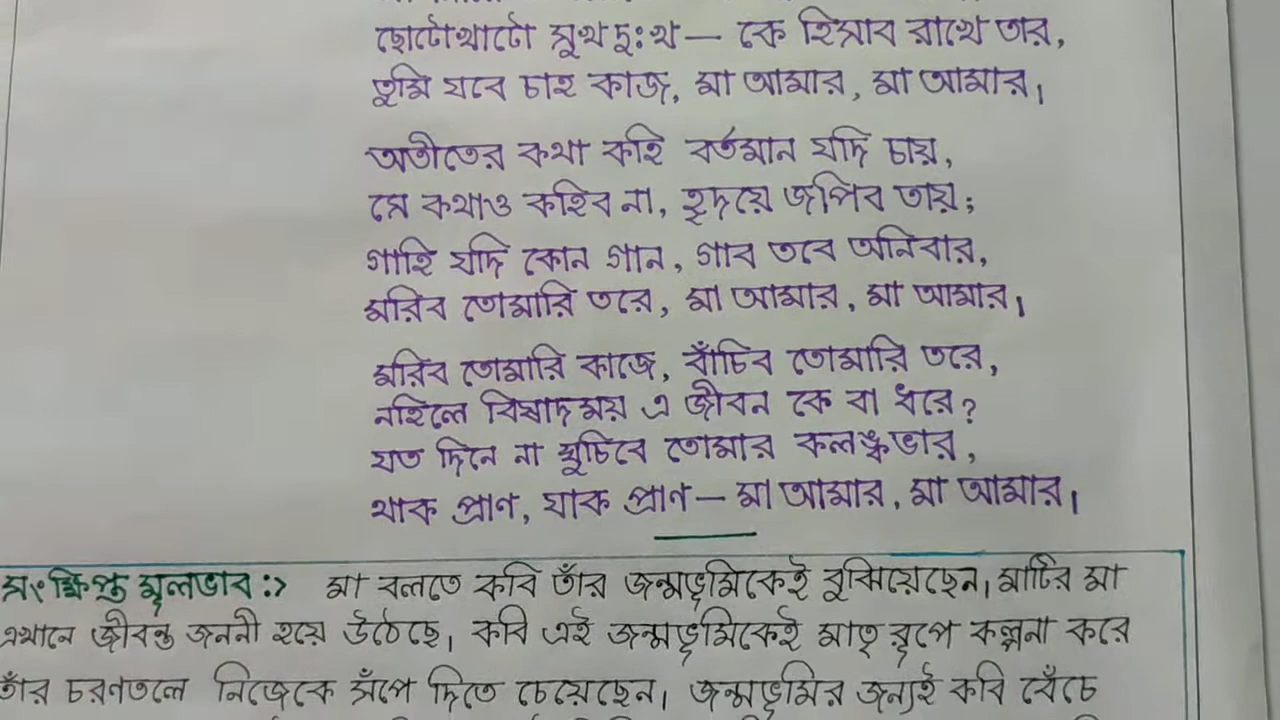 ছোটোখাটো সুখদুঃখ — কে হিসাব রাখে তার,
তুমি যবে চাহ কাজ, মা আমার, মা আমার।
অতীতের কথা কহি বর্তমান যদি চায়,
সে কথাও কহিব না, হৃদয়ে জপিব তায়;
গাহি যদি কোন গান, গাব তবে অনিবার,
মরিব তোমারি তরে, মা আমার, মা আমার।
মরিব তোমারি কাজে, বাঁচিব তোমারি তরে,
নহিলে বিষাদময় এ জীবন কে বা ধরে?
যত দিনে না ঘুচিবে তোমার কলঙ্কভার,
থাক প্রাণ, যাক প্রাণ — মা আমার, মা আমার।
সংক্ষিপ্ত মূলভাব :> মা বলতে কবি তাঁর জন্মভূমিকেই বুঝিয়েছেন। মাটির মা
এখানে জীবন্ত জননী হয়ে উঠেছে। কবি এই জন্মভূমিকেই মাতৃ রূপে কল্পনা করে
তাঁর চরণতলে নিজেকে সঁপে দিতে চেয়েছেন। জন্মভূমির জন্যই কবি বেঁচে